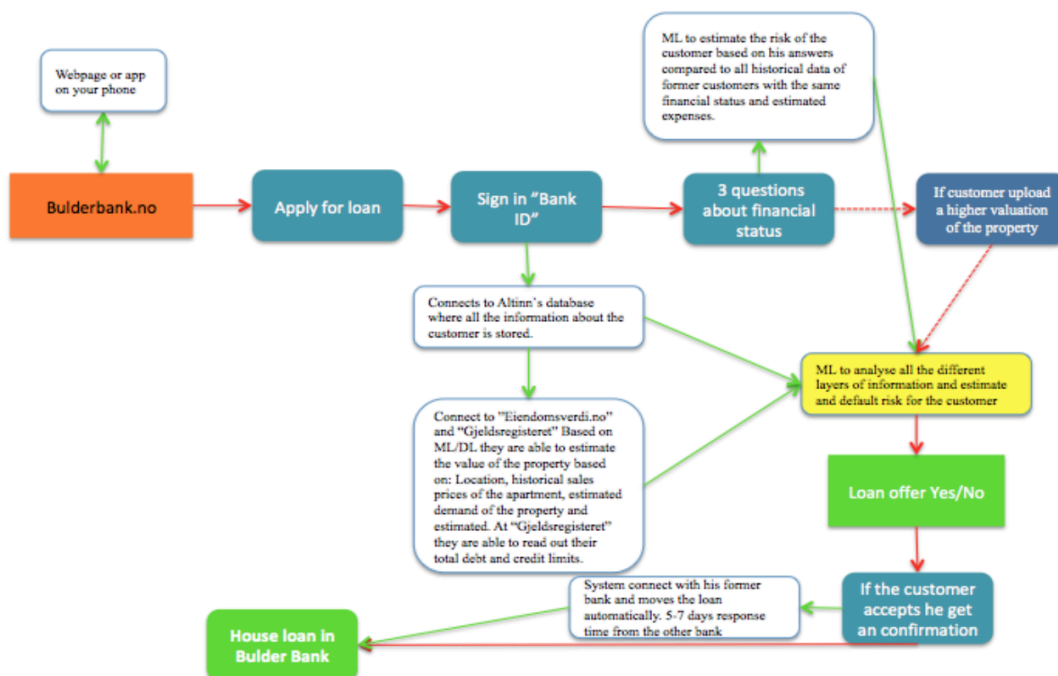 Webpage or app
on your phone
Bulderbank.no
Apply for loan
Sign in "Bank
ID"
ML to estimate the risk of the
customer based on his answers
compared to all historical data of
former customers with the same
financial status and estimated
expenses.
3 questions
about financial
status
If customer upload
a higher valuation
of the property
Connects to Altinn`s database
where all the information about the
customer is stored.
Connect to "Eiendomsverdi.no"
and "Gjeldsregisteret" Based on
ML/DL they are able to estimate
the value of the property based
on: Location, historical sales
prices of the apartment, estimated
demand of the property and
estimated. At "Gjeldsregisteret"
they are able to read out their
total debt and credit limits.
ML to analyse all the different
layers of information and estimate
and default risk for the customer
Loan offer Yes/No
If the customer
accepts he get
an confirmation
System connect with his former
bank and moves the loan
automatically. 5-7 days response
time from the other bank
House loan in
Bulder Bank